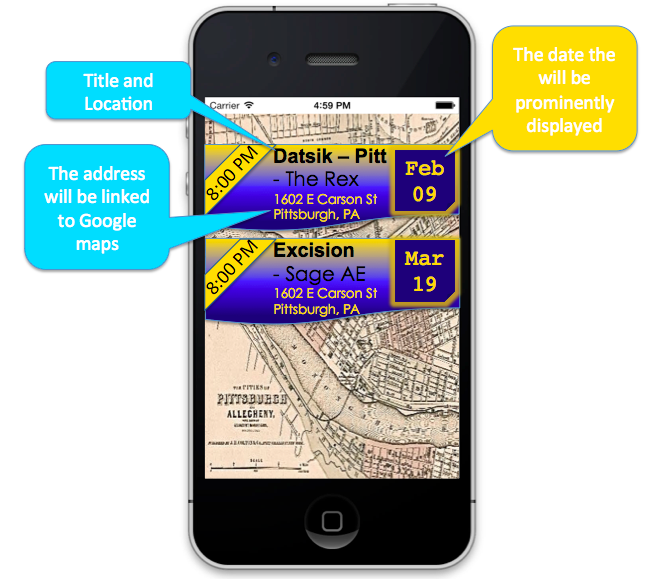 Carrier
4:59 PM
Title and
Location
The date the
will be
prominently
displayed
The address
will be linked
to Google
maps
8:00 PM
Datsik – Pitt
- The Rex
1602 E Carson St
Pittsburgh, PA
Feb
09
8:00 PM
Excision
- Sage AE
1602 E Carson St
Pittsburgh, PA
Mar
19
THE CITIES OF
PITTSBURGH
ALLEGHENY,
SCALE